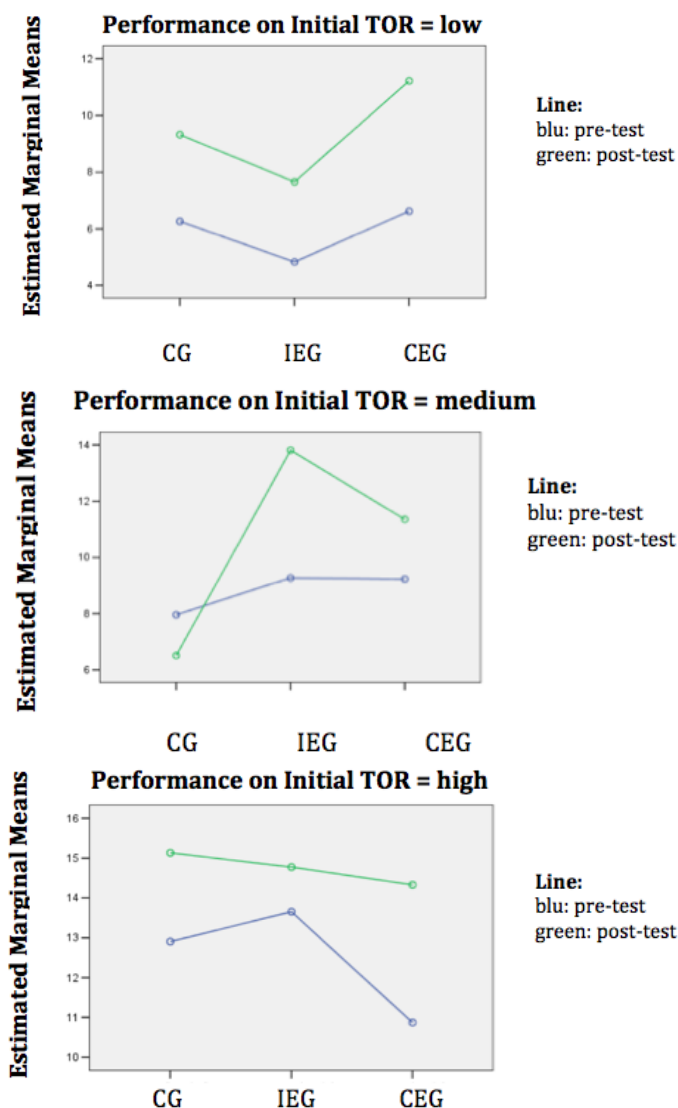 Performance on Initial TOR = low
Estimated Marginal Means
12
10
8
6
4
CG IEG CEG
Line:
blu: pre-test
green: post-test
Performance on Initial TOR = medium
Estimated Marginal Means
14
12
10
8
6
CG IEG CEG
Line:
blu: pre-test
green: post-test
Performance on Initial TOR = high
Estimated Marginal Means
16
15
14
13
12
11
10
CG IEG CEG
Line:
blu: pre-test
green: post-test